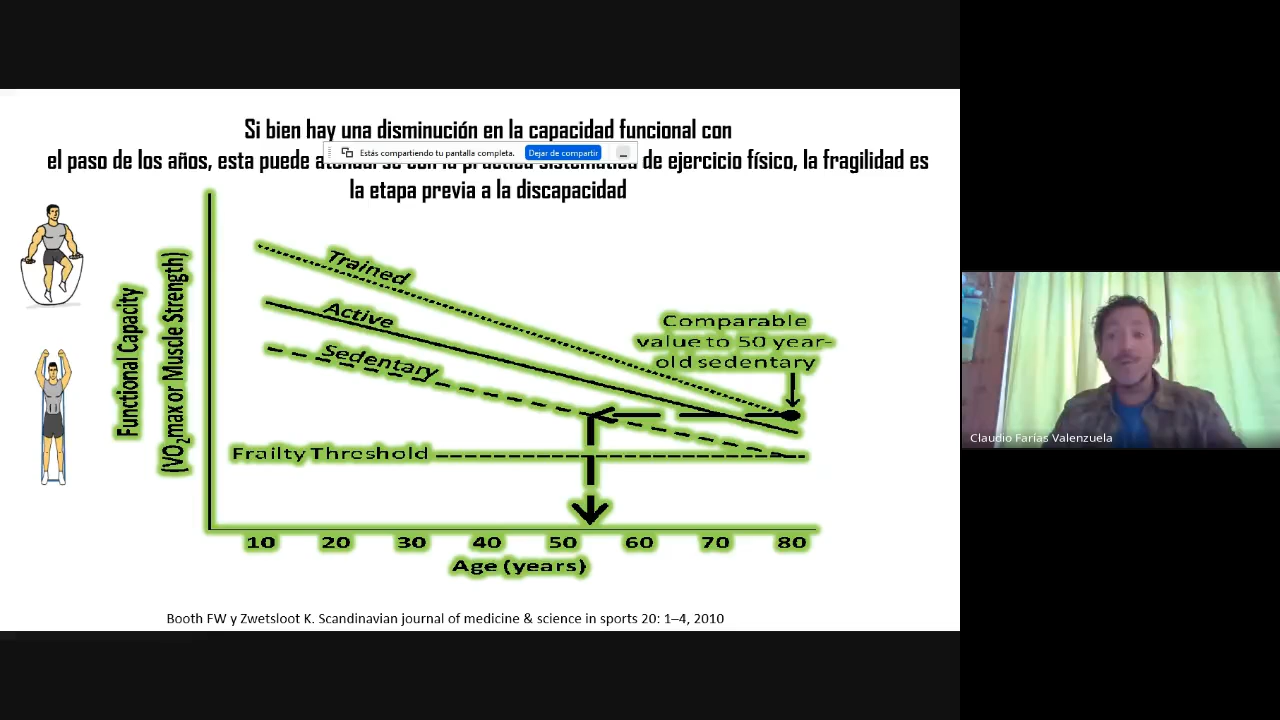 Si bien hay una disminución en la capacidad funcional con
el paso de los años, esta puede de ejercicio físico, la fragilidad es
la etapa previa a la discapacidad
Estás compartiendo tu pantalla completa. Dejar de compartir
Functional Capacity
(VO2max or Muscle Strength)
Trained
Active
Sedentary
Comparable
value to 50 year-
old sedentary
Frailty Threshold
10 20 30 40 50 60 70 80
Age (years)
Booth FW y Zwetsloot K. Scandinavian journal of medicine & science in sports 20: 1–4, 2010
Claudio Farias Valenzuela